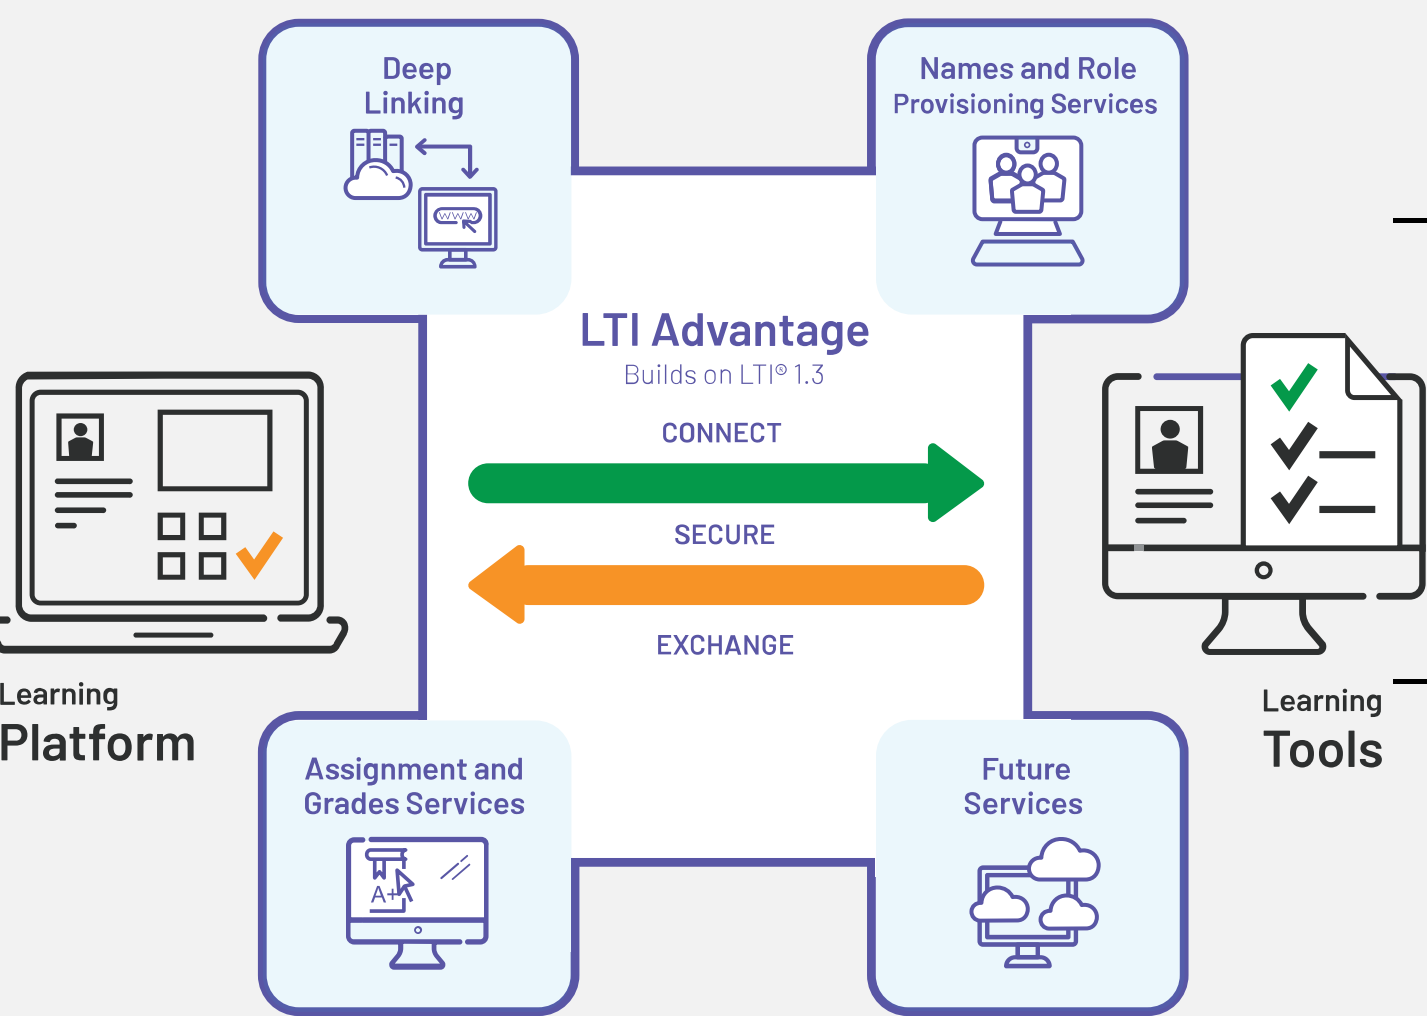 Deep
Linking
WWW
Names and Role
Provisioning Services
LTI Advantage
Builds on LTI® 1.3
CONNECT
SECURE
EXCHANGE
Learning
Platform
Learning
Tools
Assignment and
Grades Services
A+
Future
Services